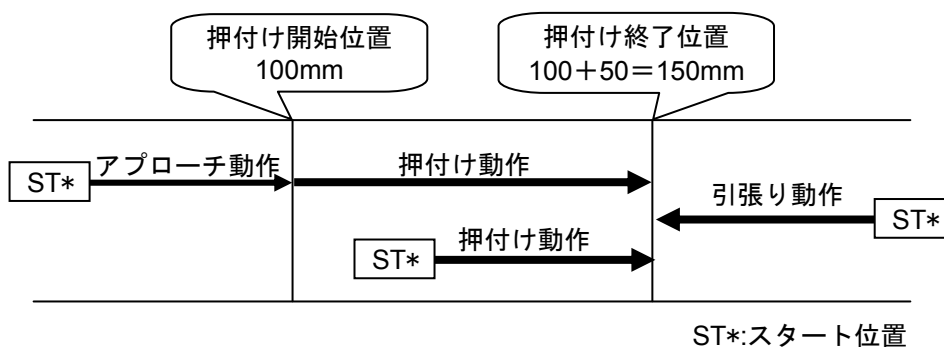 押付け開始位置
100mm
押付け終了位置
100+50=150mm
ST* アプローチ動作 押付け動作
引張り動作 ST*
ST* 押付け動作
ST*:スタート位置